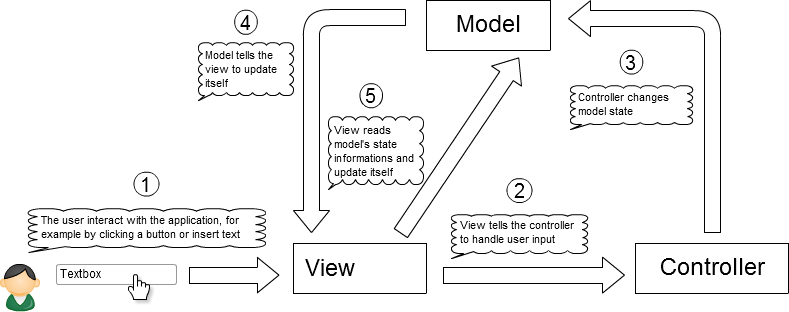 4
Model tells the
view to update
itself
Model
3
Controller changes
model state
5
View reads
model's state
informations and
update itself
1
The user interact with the application, for
example by clicking a button or insert text
2
View tells the controller
to handle user input
Textbox
View
Controller